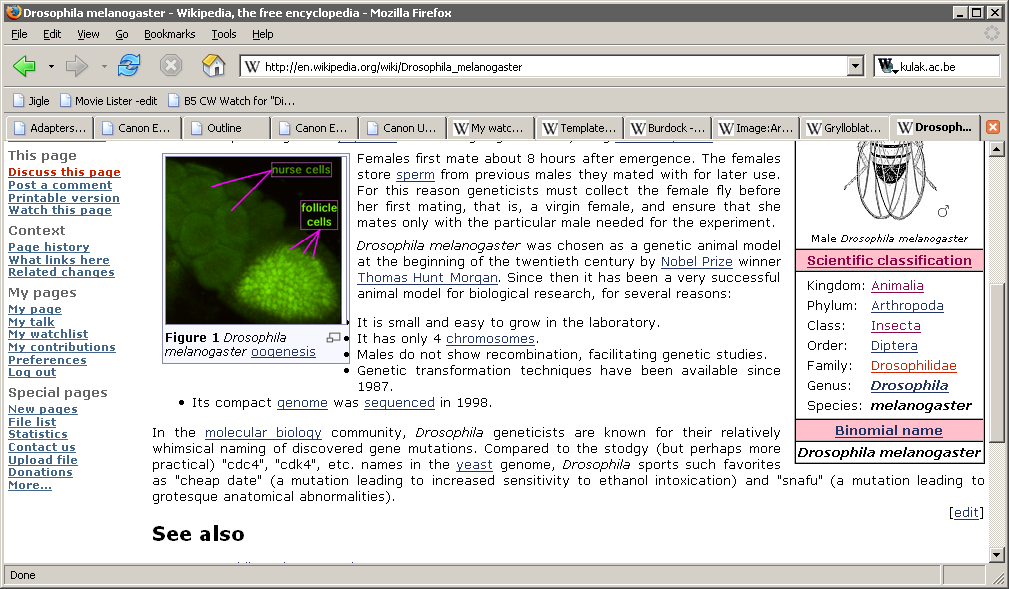 Drosophila melanogaster - Wikipedia, the free encyclopedia - Mozilla Firefox
File Edit View Go Bookmarks Tools Help
http://en.wikipedia.org/wiki/Drosophila_melanogaster
kulak.ac.be
Jigle Movie Lister -edit B5 CW Watch for "Di...
Adapters... Canon E... Outline Canon E... Canon U... My watc... Template... Burdock -... Image:Ar... Grylloblat... Drosoph...
This page
Discuss this page
Post a comment
Printable version
Watch this page
Context
Page history
What links here
Related changes
My pages
My page
My talk
My watchlist
My contributions
Preferences
Log out
Special pages
New pages
File list
Statistics
Contact us
Upload file
Donations
More...
nurse cells
follicle
cells
Figure 1 Drosophila
melanogaster oogenesis
Females first mate about 8 hours after emergence. The females
store sperm from previous males they mated with for later use.
For this reason geneticists must collect the female fly before
her first mating, that is, a virgin female, and ensure that she
mates only with the particular male needed for the experiment.
Drosophila melanogaster was chosen as a genetic animal model
at the beginning of the twentieth century by Nobel Prize winner
Thomas Hunt Morgan. Since then it has been a very successful
animal model for biological research, for several reasons:
It is small and easy to grow in the laboratory.
It has only 4 chromosomes.
Males do not show recombination, facilitating genetic studies.
Genetic transformation techniques have been available since
1987.
Its compact genome was sequenced in 1998.
In the molecular biology community, Drosophila geneticists are known for their relatively
whimsical naming of discovered gene mutations. Compared to the stodgy (but perhaps more
practical) "cdc4", "cdk4", etc. names in the yeast genome, Drosophila sports such favorites
as "cheap date" (a mutation leading to increased sensitivity to ethanol intoxication) and "snafu" (a mutation leading to
grotesque anatomical abnormalities).
[edit]
See also
♂
Male Drosophila melanogaster
Scientific classification
Kingdom: Animalia
Phylum: Arthropoda
Class: Insecta
Order: Diptera
Family: Drosophilidae
Genus: Drosophila
Species: melanogaster
Binomial name
Drosophila melanogaster
Done